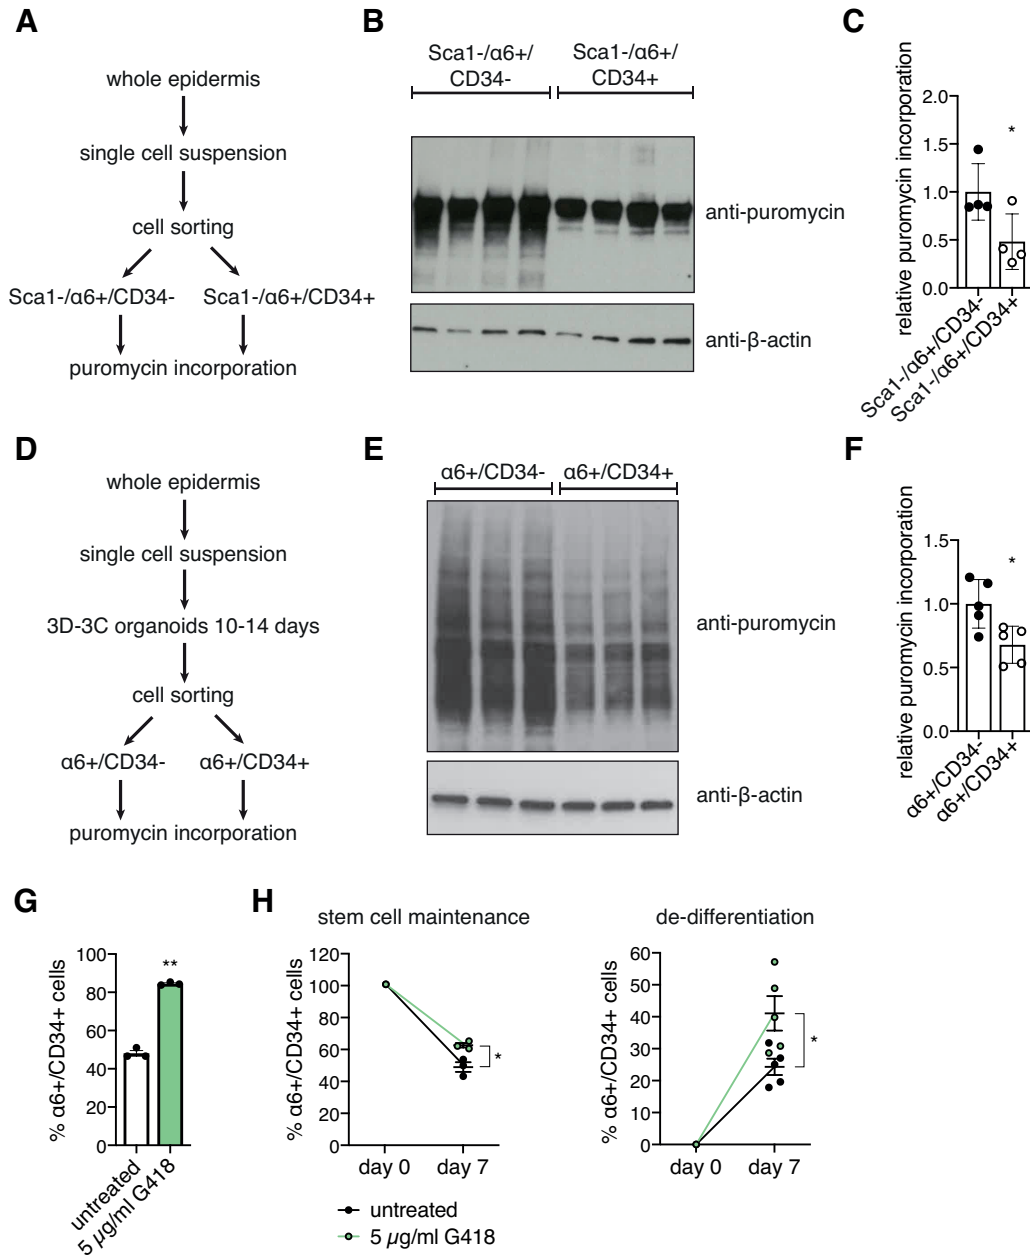 A
whole epidermis
single cell suspension
cell sorting
Sca1-/α6+/CD34-
Sca1-/α6+/CD34+
puromycin incorporation
B
Sca1-/α6+/
CD34-
Sca1-/α6+/
CD34+
anti-puromycin
anti-β-actin
C
relative puromycin incorporation
2.0
1.5
1.0
0.5
0.0
*
Sca1-/α6+/CD34-
Sca1-/α6+/CD34+
D
whole epidermis
single cell suspension
3D-3C organoids 10-14 days
cell sorting
α6+/CD34-
α6+/CD34+
puromycin incorporation
E
α6+/CD34-
α6+/CD34+
anti-puromycin
anti-β-actin
F
relative puromycin incorporation
1.5
1.0
0.5
0.0
*
α6+/CD34-
α6+/CD34+
G
% α6+/CD34+ cells
100
80
60
40
20
0
**
untreated
5 µg/ml G418
H
stem cell maintenance
% α6+/CD34+ cells
120
100
80
60
40
20
0
*
day 0
day 7
de-differentiation
% α6+/CD34+ cells
60
50
40
30
20
10
0
*
day 0
day 7
untreated
5 µg/ml G418